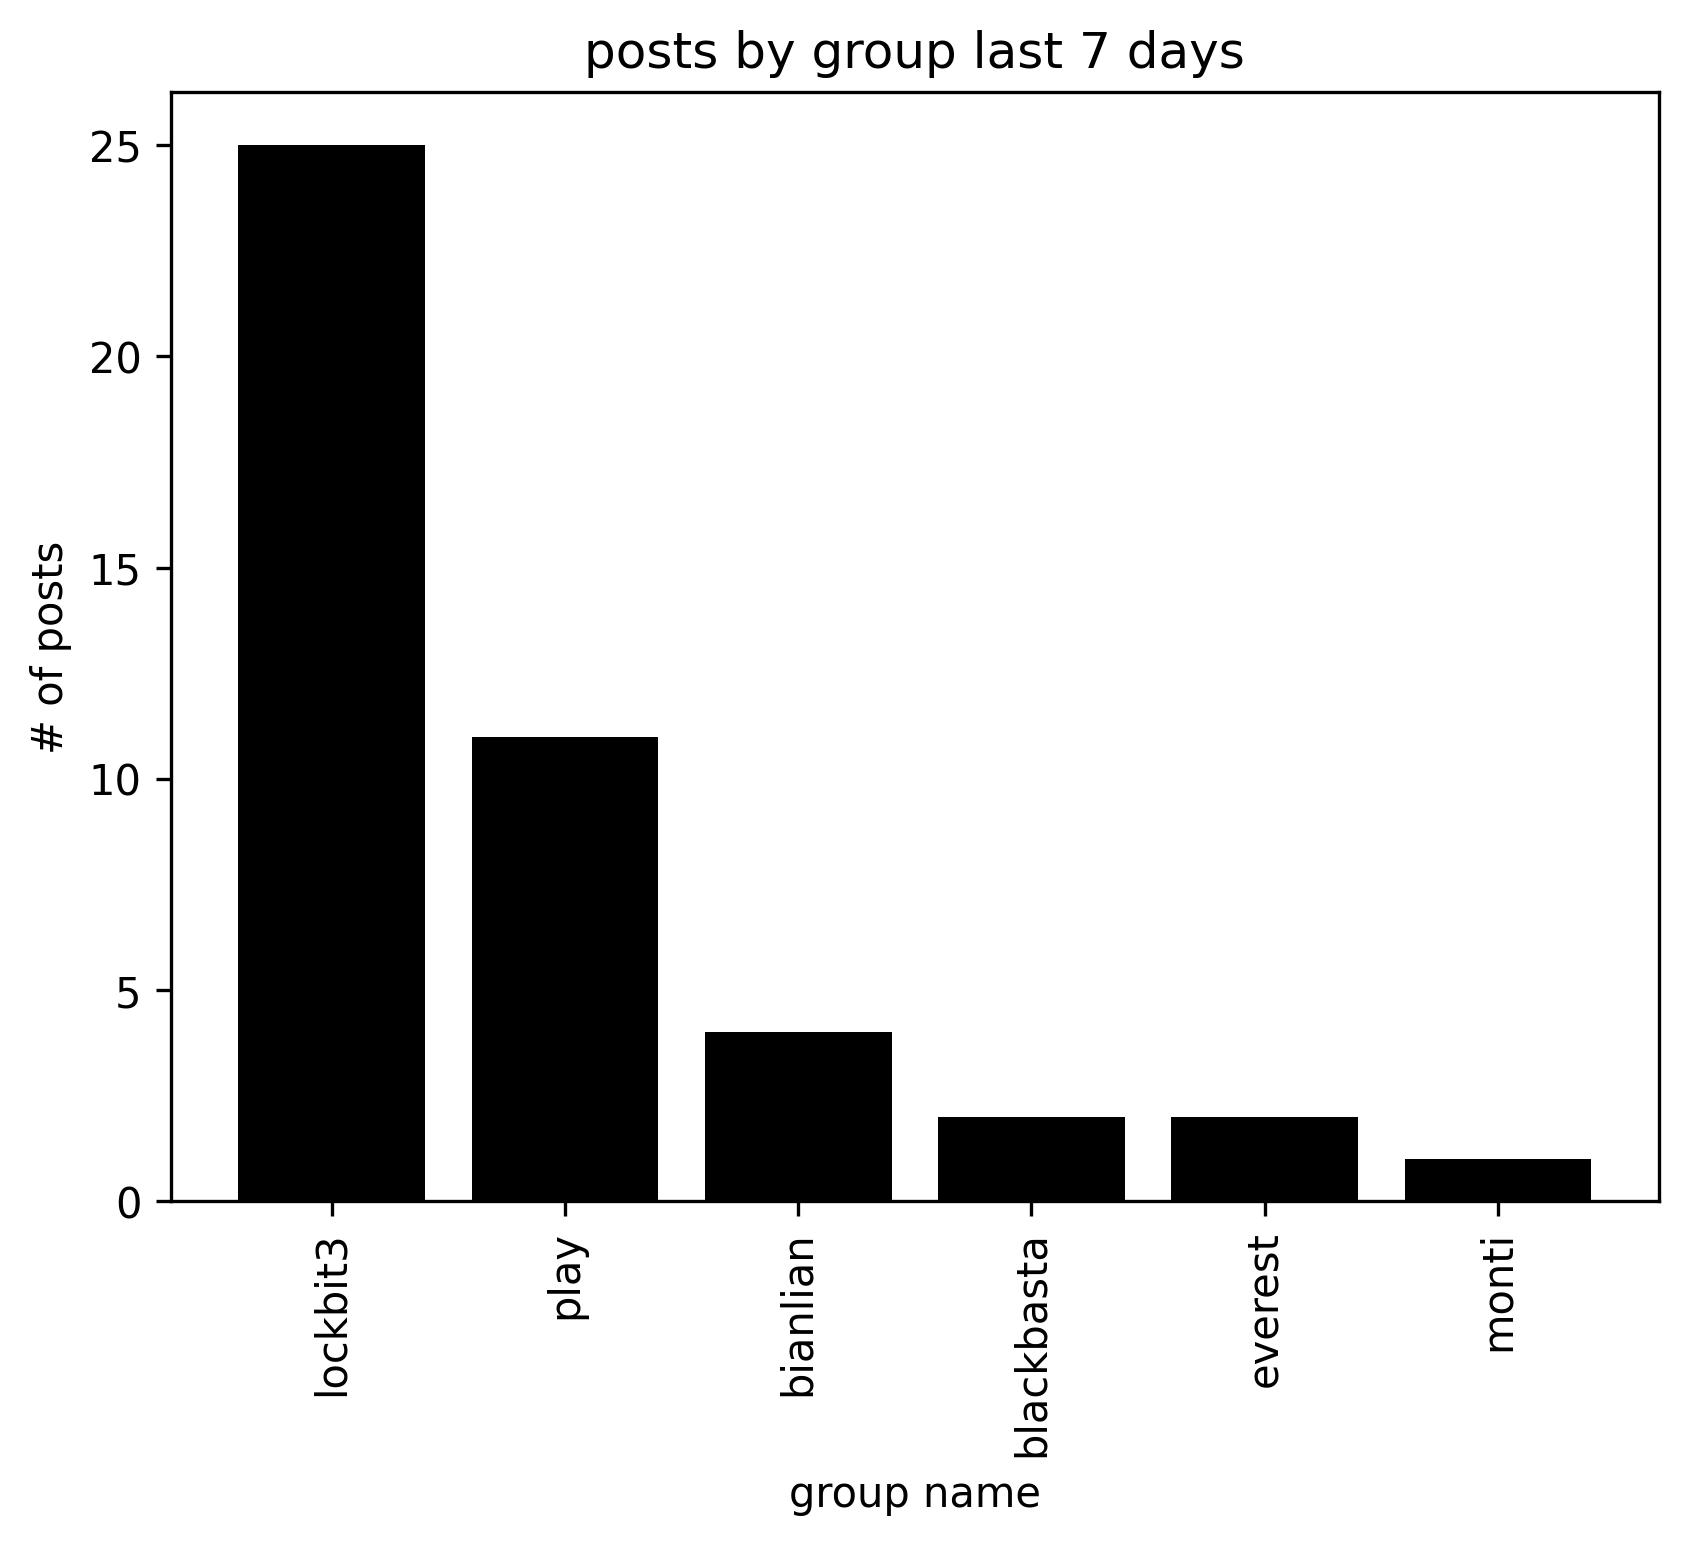 posts by group last 7 days
25
20
15
10
5
0
# of posts
lockbit3
play
bianlian
blackbasta
everest
monti
group name